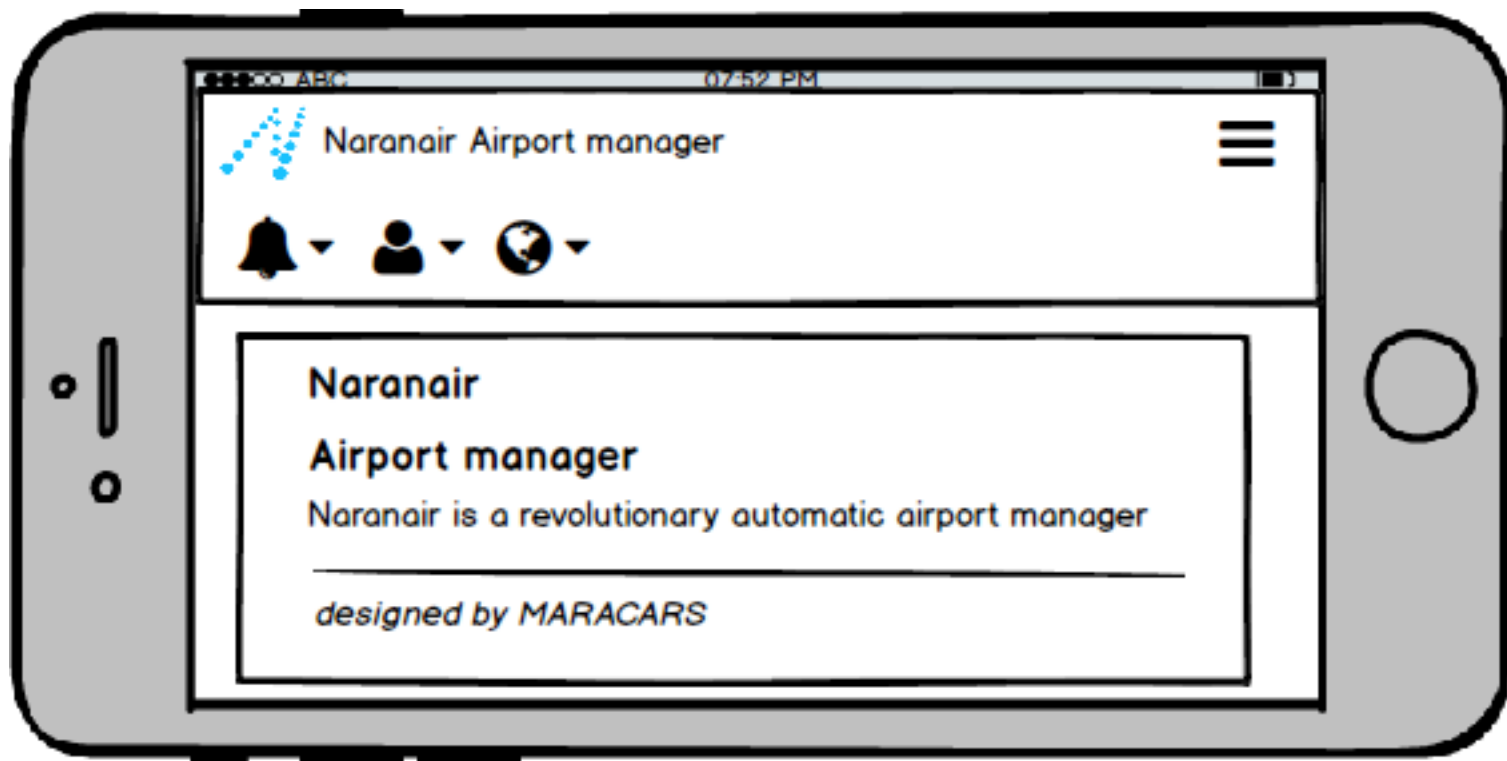 ABC 07:52 PM
Naranair Airport manager
Naranair
Airport manager
Naranair is a revolutionary automatic airport manager
designed by MARACARS